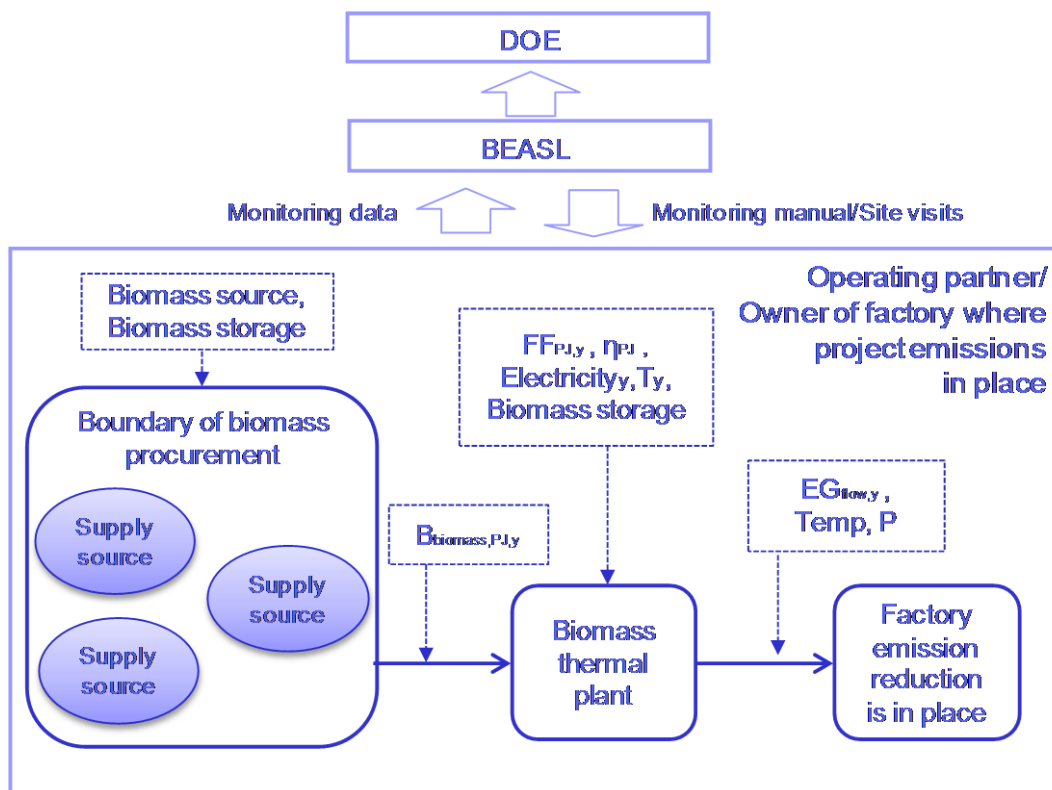 DOE
BEASL
Monitoring data
Monitoring manual/Site visits
Operating partner/
Owner of factory where
project emissions
in place
Biomass source,
Biomass storage
FFPJ,y , ηPJ ,
Electricityy,Ty,
Biomass storage
Boundary of biomass
procurement
EGflow,y ,
Temp, P
Supply
source
Bbiomass,PJ,y
Supply
source
Supply
source
Biomass
thermal
plant
Factory
emission
reduction
is in place